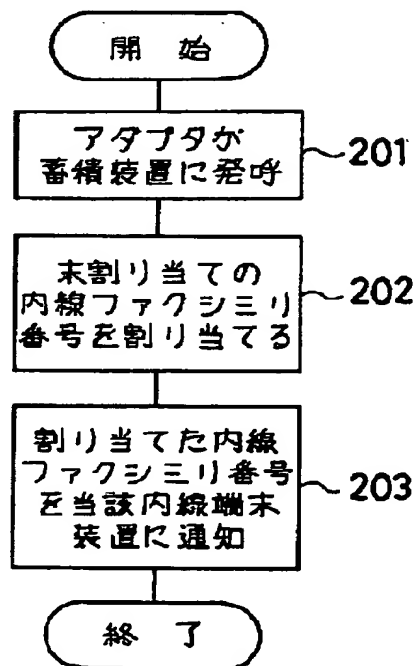 開始
アダプタが
蓄積装置に発呼
201
末割り当ての
内線ファクシミリ
番号を割り当てる
202
割り当てた内線
ファクシミリ番号
を当該内線端末
装置に通知
203
終了